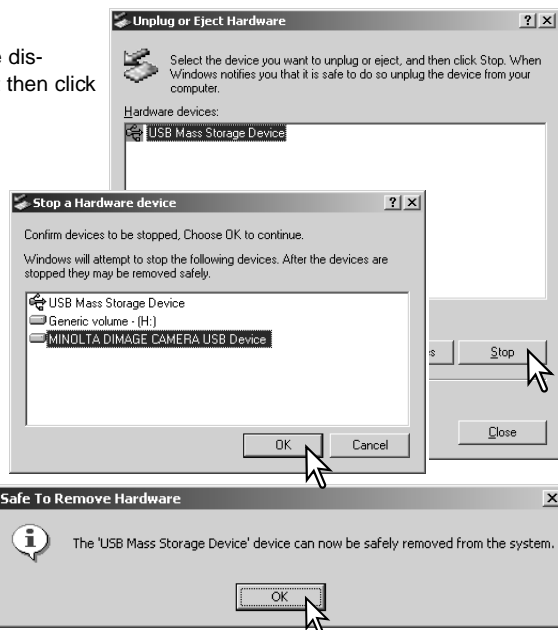 Unplug or Eject Hardware
dis-
then click
Select the device you want to unplug or eject, and then click Stop. When
Windows notifies you that it is safe to do so unplug the device from your
computer.
Hardware devices:
USB Mass Storage Device
Stop
Close
Stop a Hardware device
Confirm devices to be stopped, Choose OK to continue.
Windows will attempt to stop the following devices. After the devices are
stopped they may be removed safely.
USB Mass Storage Device
Generic volume - (H:)
MINOLTA DIMAGE CAMERA USB Device
OK Cancel
Safe To Remove Hardware
The 'USB Mass Storage Device' device can now be safely removed from the system.
OK